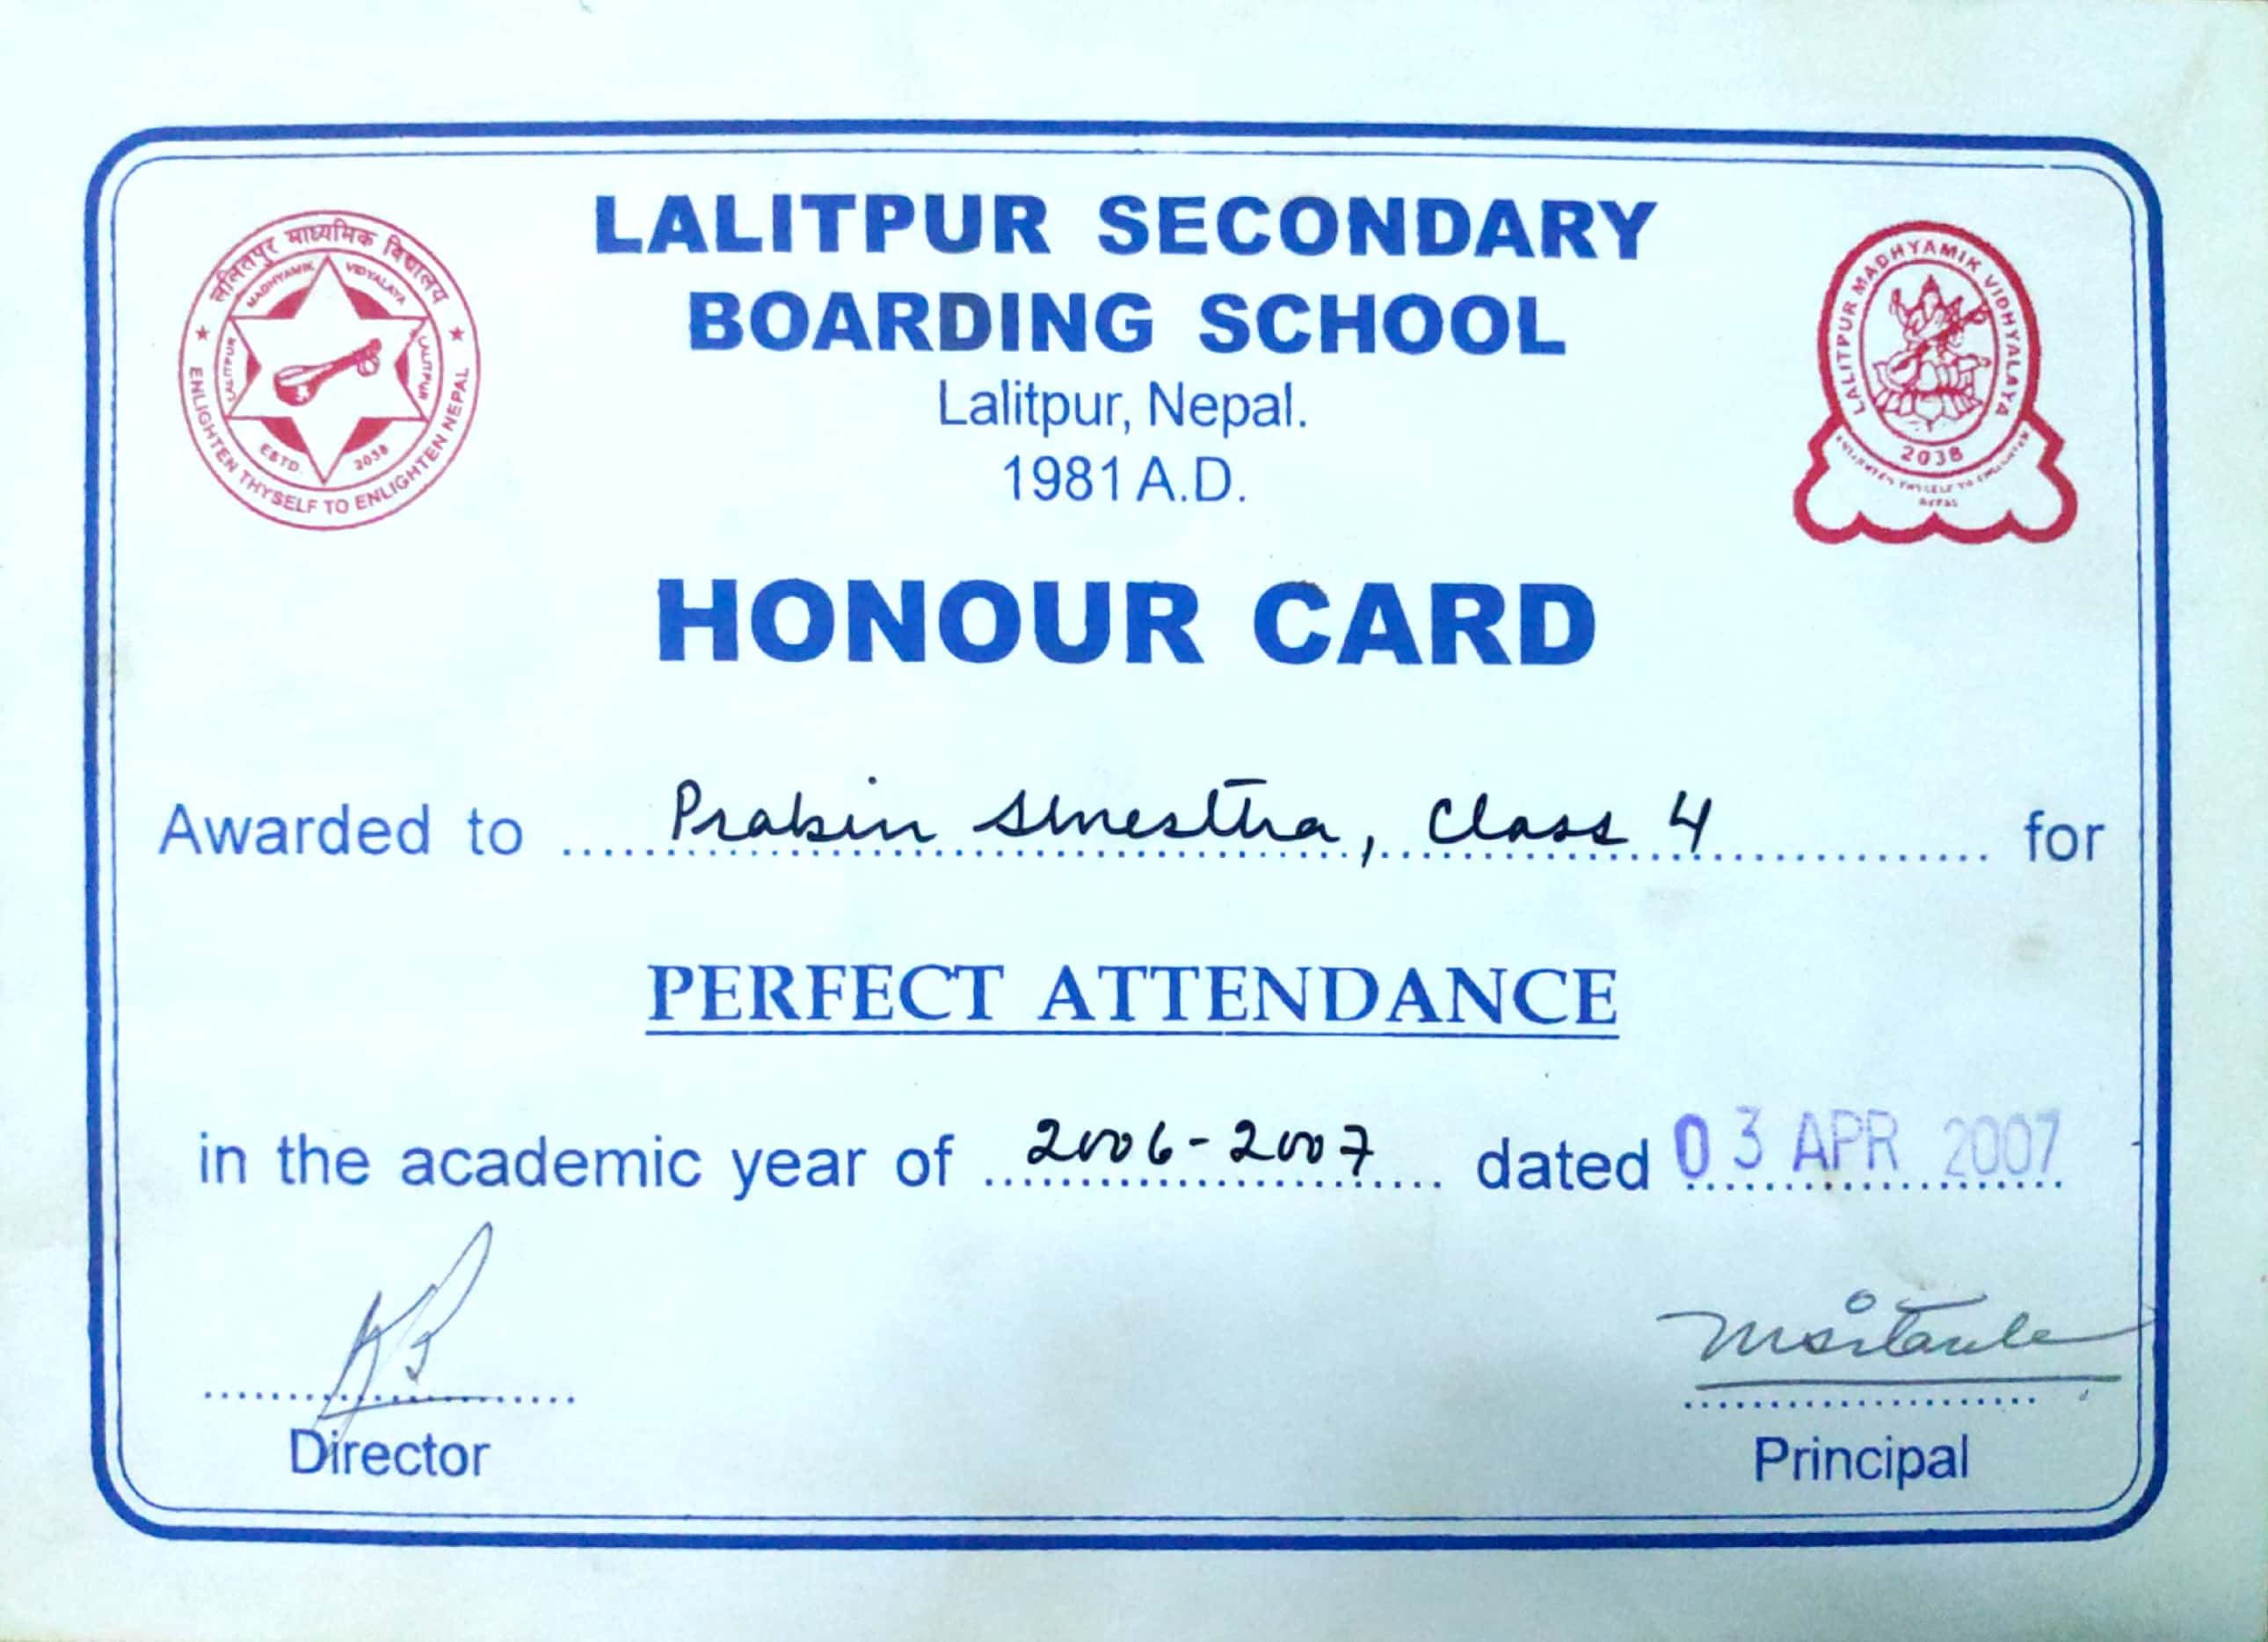 LALITPUR SECONDARY
BOARDING SCHOOL
Lalitpur, Nepal.
1981 A.D.
ललितपुर माध्यमिक विद्यालय
MADHYAMIK VIDYALAYA
LALITPUR LALITPUR
ESTD. 2038
ENLIGHTEN THYSELF TO ENLIGHTEN NEPAL
LALITPUR MADHYAMIK VIDHYALAYA
2038
ENLIGHTEN THYSELF TO ENLIGHTEN
NEPAL
HONOUR CARD
Awarded to Prabin Shrestha, Class 4 for
PERFECT ATTENDANCE
in the academic year of 2006-2007 dated 03 APR 2007
Director
Principal